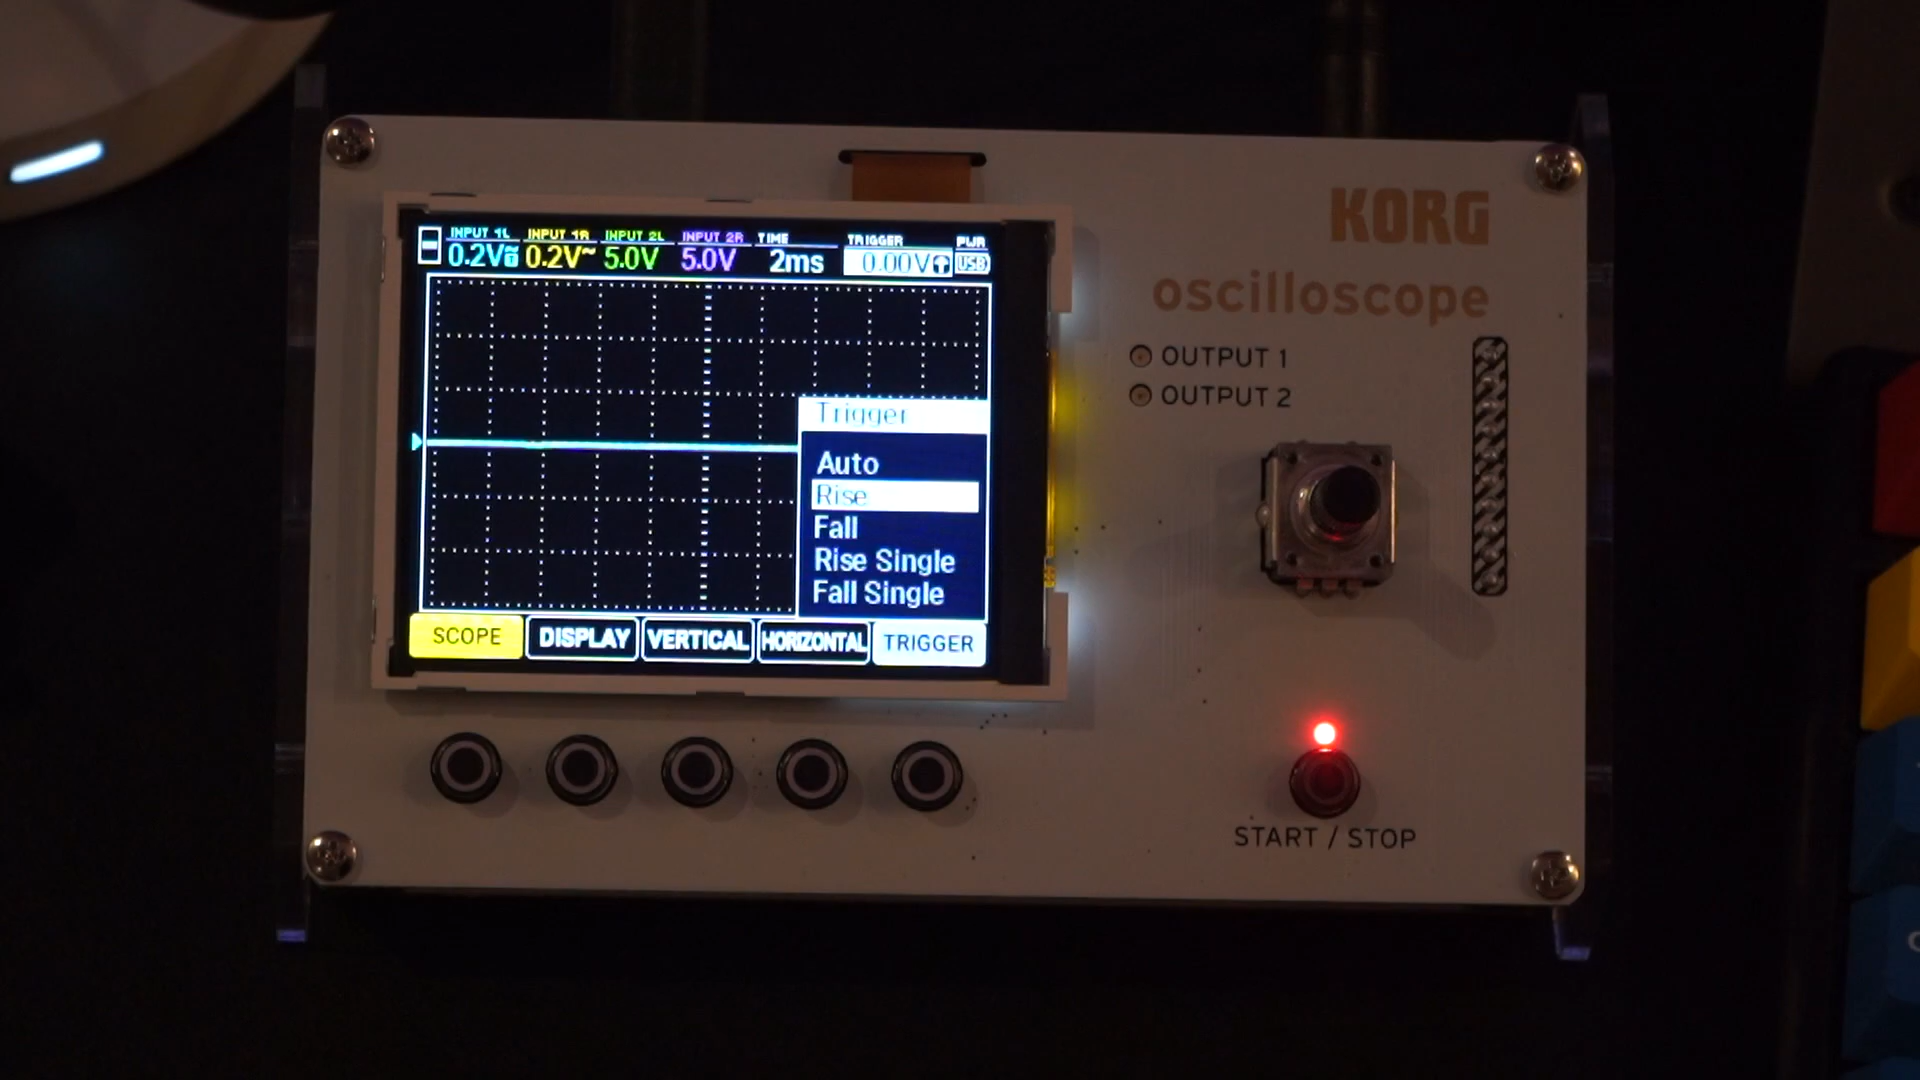 INPUT 1L INPUT 1R INPUT 2L INPUT 2R TIME TRIGGER PWR
0.2V 0.2V~ 5.0V 5.0V 2ms 0.00V USB
Trigger
Auto
Rise
Fall
Rise Single
Fall Single
SCOPE DISPLAY VERTICAL HORIZONTAL TRIGGER
KORG
oscilloscope
OUTPUT 1
OUTPUT 2
START / STOP